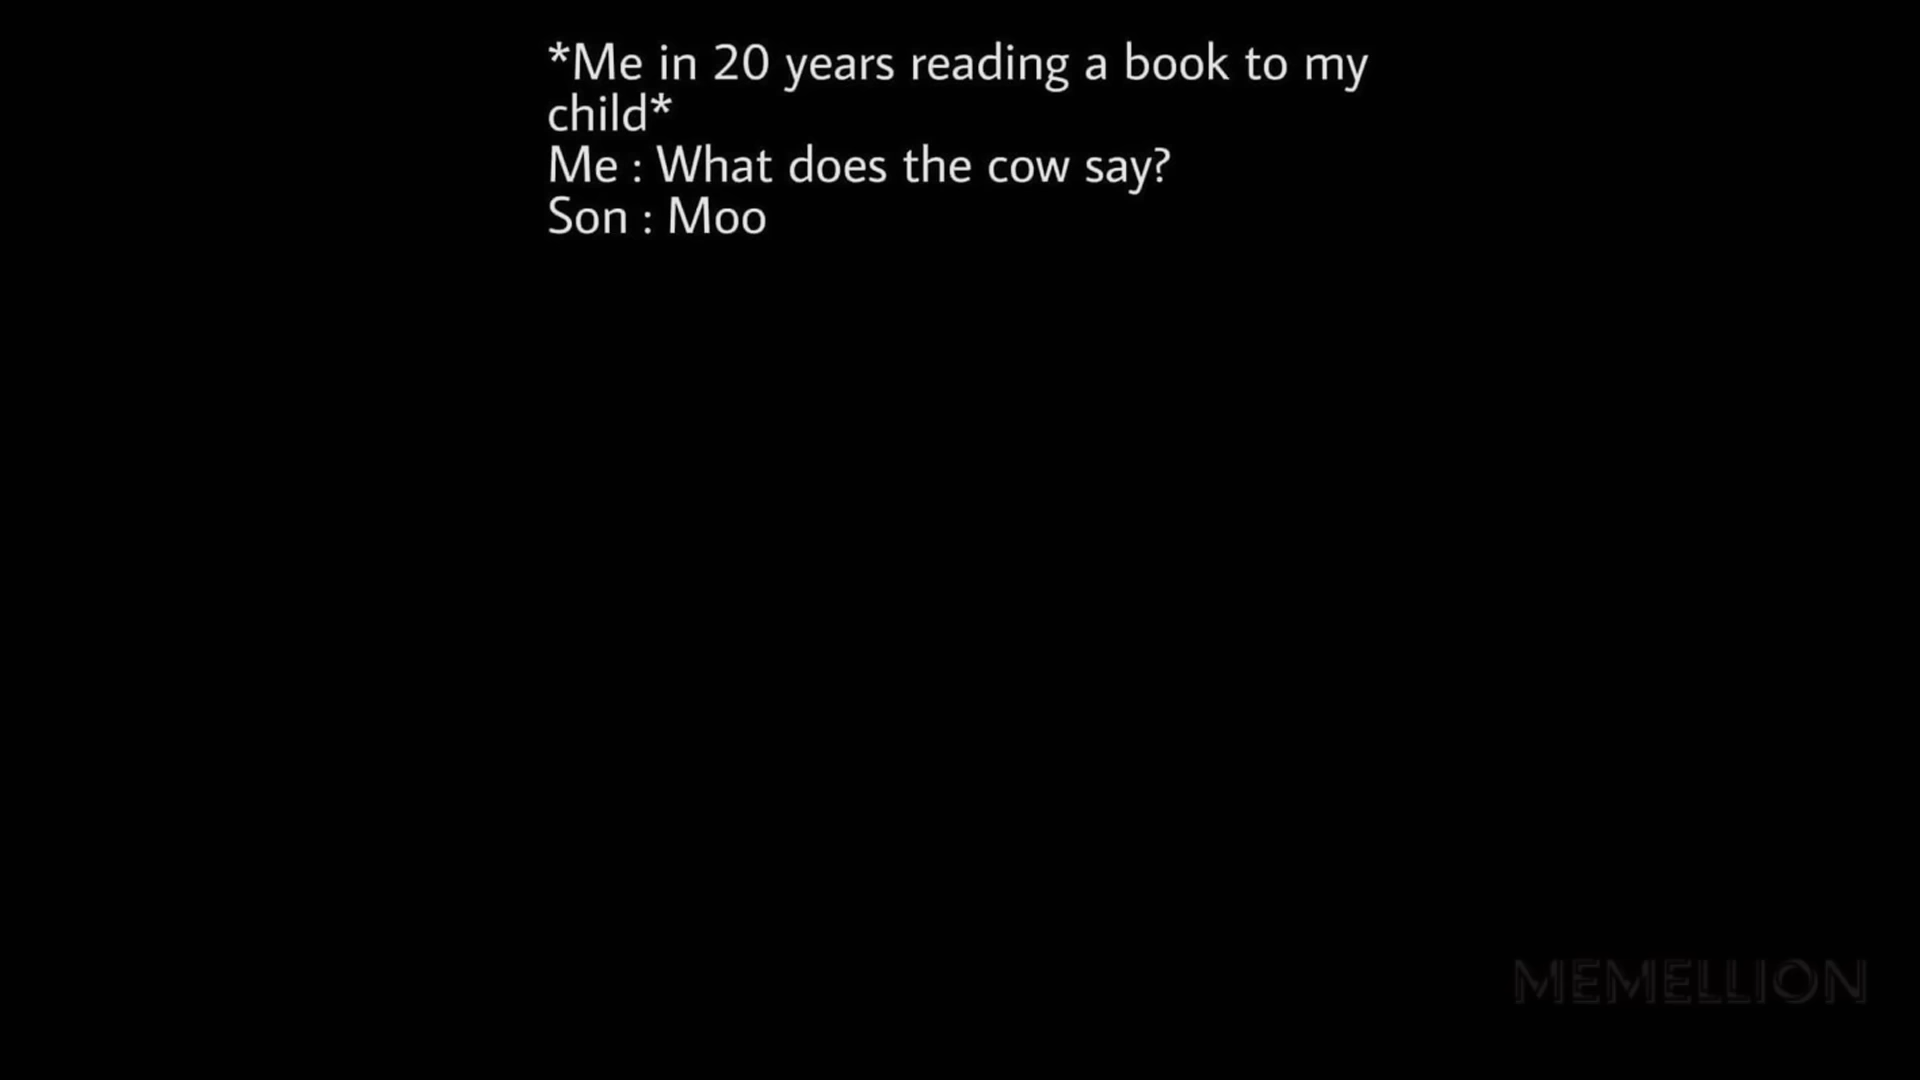 *Me in 20 years reading a book to my
child*
Me : What does the cow say?
Son : Moo
MEMELLION